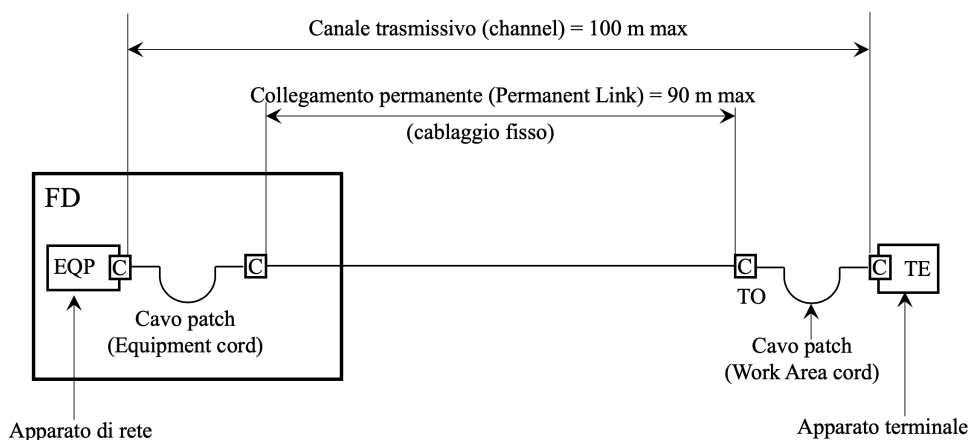 Canale trasmissivo (channel) = 100 m max
Collegamento permanente (Permanent Link) = 90 m max
(cablaggio fisso)
FD
EQP
C
C
C
C
TE
TO
Cavo patch
(Equipment cord)
Cavo patch
(Work Area cord)
Apparato di rete
Apparato terminale